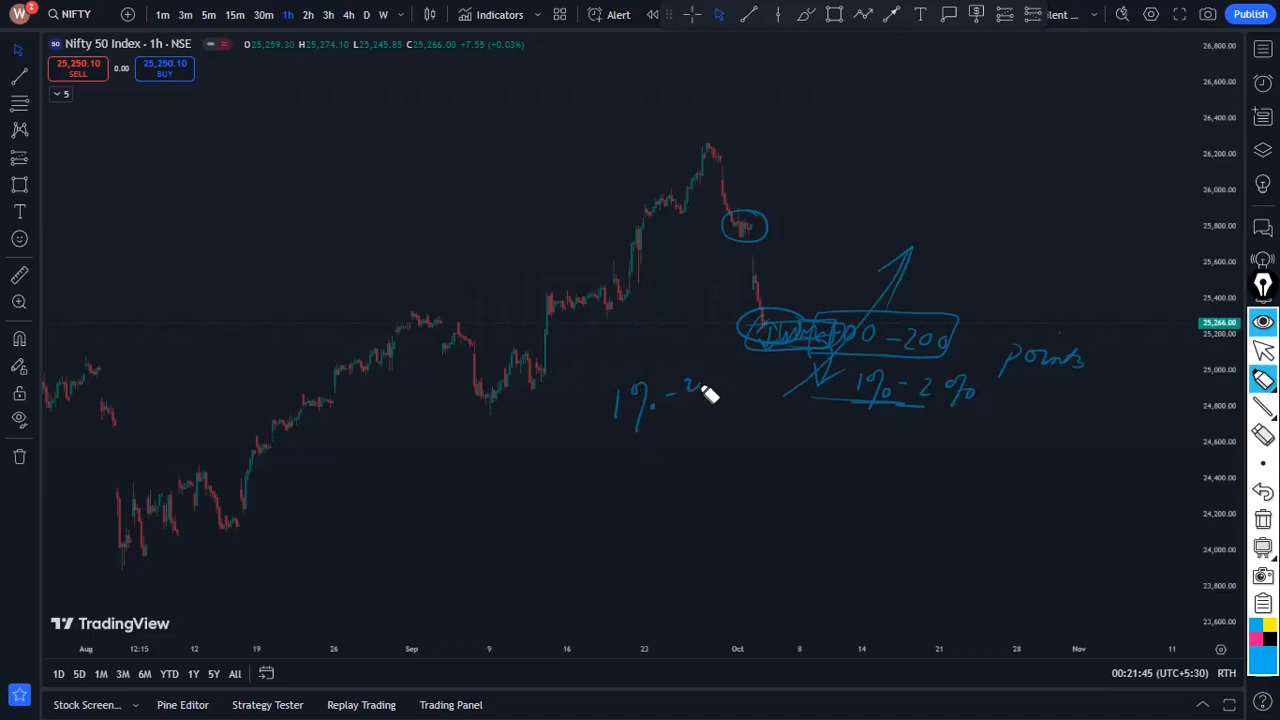 W 2 NIFTY 1m 3m 5m 15m 30m 1h 2h 3h 4h D W Indicators Alert ilent ... Publish
50 Nifty 50 Index · 1h · NSE O25,259.30 H25,274.10 L25,245.85 C25,266.00 +7.55 (+0.03%)
25,250.10 SELL 0.00 25,250.10 BUY
5
26,800.00
26,600.00
26,400.00
26,200.00
26,000.00
25,800.00
25,600.00
25,400.00
25,266.00
25,200.00
25,000.00
24,800.00
24,600.00
24,400.00
24,200.00
24,000.00
23,800.00
23,600.00
00 - 200
points
1% - 2%
1% -
TradingView
Aug 12:15 12 19 26 Sep 9 16 23 Oct 8 14 21 28 Nov 11
1D 5D 1M 3M 6M YTD 1Y 5Y All 00:21:45 (UTC+5:30) RTH
Stock Screen... Pine Editor Strategy Tester Replay Trading Trading Panel